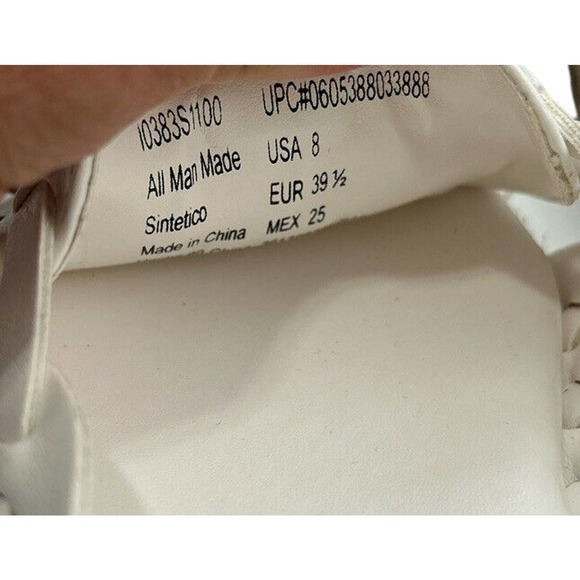 I0383S1100 UPC#0605388033888
All Man Made USA 8
Sintetico EUR 39 ½
Made in China MEX 25